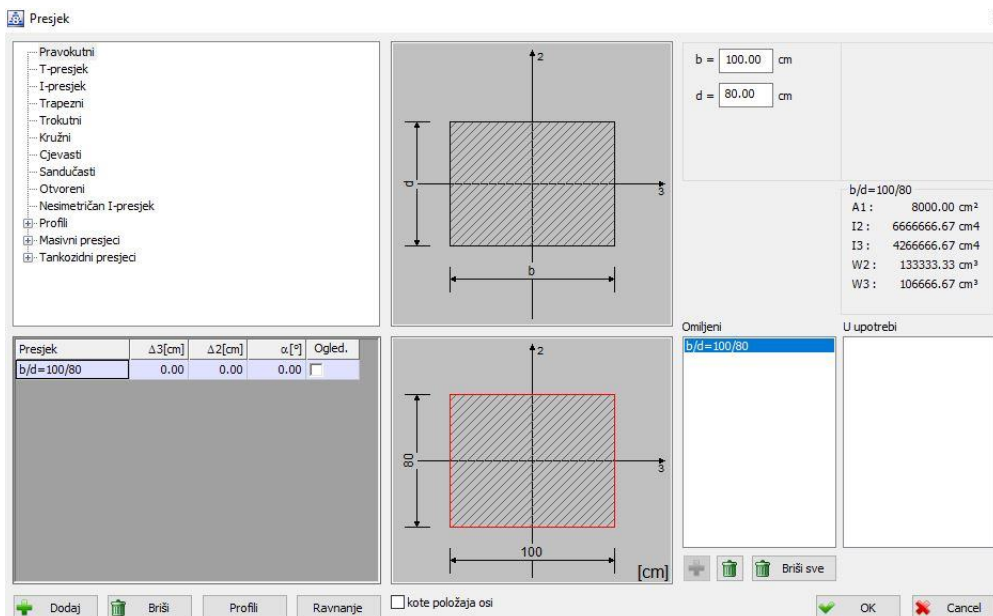 Presjek
Pravokutni
T-presjek
I-presjek
Trapezni
Trokutni
Kružni
Cjevasti
Sandučasti
Otvoreni
Nesimetričan I-presjek
Profili
Masivni presjeci
Tankozidni presjeci
2
3
d
b
b = 100.00 cm
d = 80.00 cm
b/d=100/80
A1 : 8000.00 cm²
I2 : 6666666.67 cm4
I3 : 4266666.67 cm4
W2 : 133333.33 cm³
W3 : 106666.67 cm³
Presjek Δ3[cm] Δ2[cm] α[°] Ogled.
b/d=100/80 0.00 0.00 0.00
2
3
80
100
[cm]
Omiljeni
b/d=100/80
U upotrebi
Briši sve
Dodaj Briši Profili Ravnanje
kote položaja osi
OK Cancel